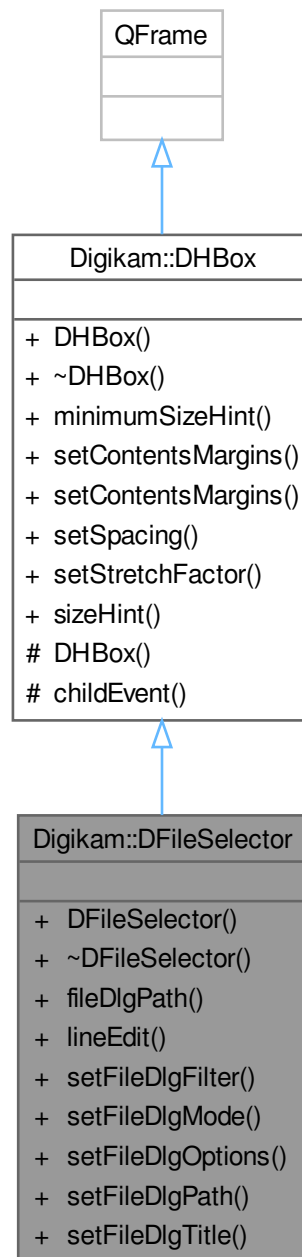 QFrame
Digikam::DHBox
+ DHBox()
+ ~DHBox()
+ minimumSizeHint()
+ setContentsMargins()
+ setContentsMargins()
+ setSpacing()
+ setStretchFactor()
+ sizeHint()
# DHBox()
# childEvent()
Digikam::DFileSelector
+ DFileSelector()
+ ~DFileSelector()
+ fileDlgPath()
+ lineEdit()
+ setFileDlgFilter()
+ setFileDlgMode()
+ setFileDlgOptions()
+ setFileDlgPath()
+ setFileDlgTitle()